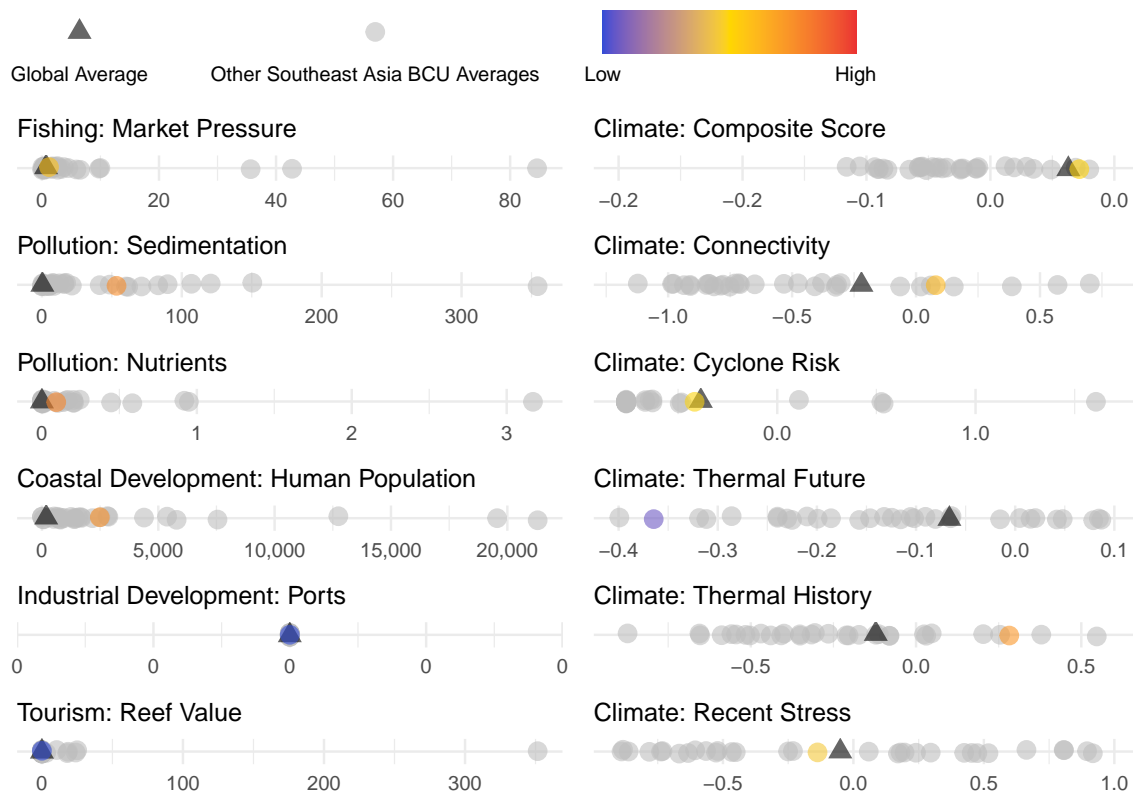 Global Average
Other Southeast Asia BCU Averages
Low
High
Fishing: Market Pressure
0 20 40 60 80
Pollution: Sedimentation
0 100 200 300
Pollution: Nutrients
0 1 2 3
Coastal Development: Human Population
0 5,000 10,000 15,000 20,000
Industrial Development: Ports
0 0 0 0 0
Tourism: Reef Value
0 100 200 300
Climate: Composite Score
−0.2 −0.2 −0.1 0.0 0.0
Climate: Connectivity
−1.0 −0.5 0.0 0.5
Climate: Cyclone Risk
0.0 1.0
Climate: Thermal Future
−0.4 −0.3 −0.2 −0.1 0.0 0.1
Climate: Thermal History
−0.5 0.0 0.5
Climate: Recent Stress
−0.5 0.0 0.5 1.0